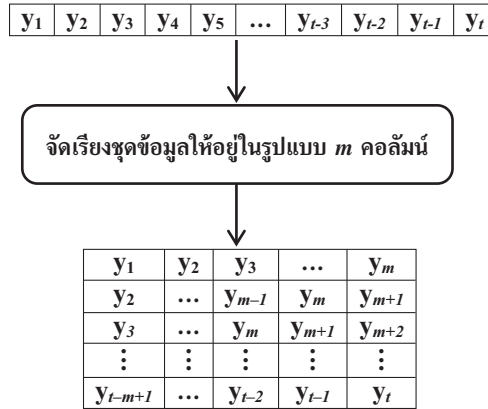 y1 y2 y3 y4 y5 ... yt-3 yt-2 yt-1 yt
จัดเรียงชุดข้อมูลให้อยู่ในรูปแบบ m คอลัมน์
y1 y2 y3 ... ym
y2 ... ym–1 ym ym+1
y3 ... ym ym+1 ym+2
⋮ ⋮ ⋮ ⋮ ⋮
yt–m+1 ... yt–2 yt–1 yt